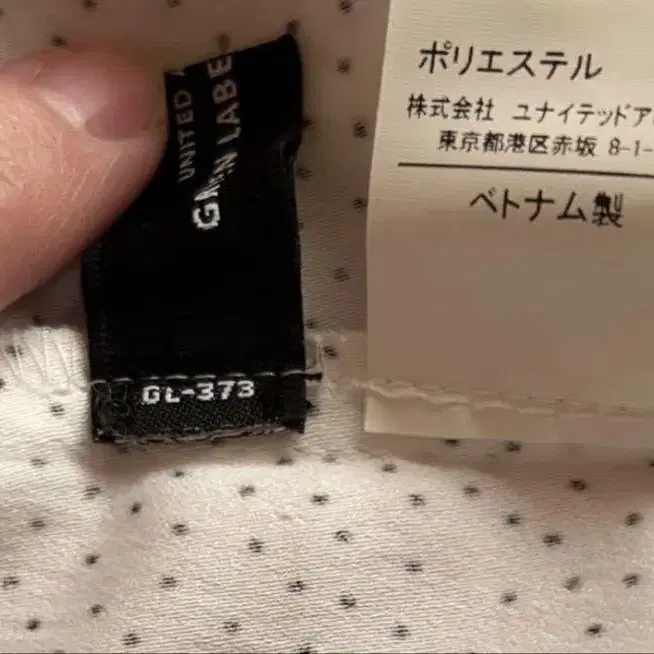 UNITED
LABE
GL-373
ポリエステル
株式会社 ユナイテッドア
東京都港区赤坂 8-1-
ベトナム製